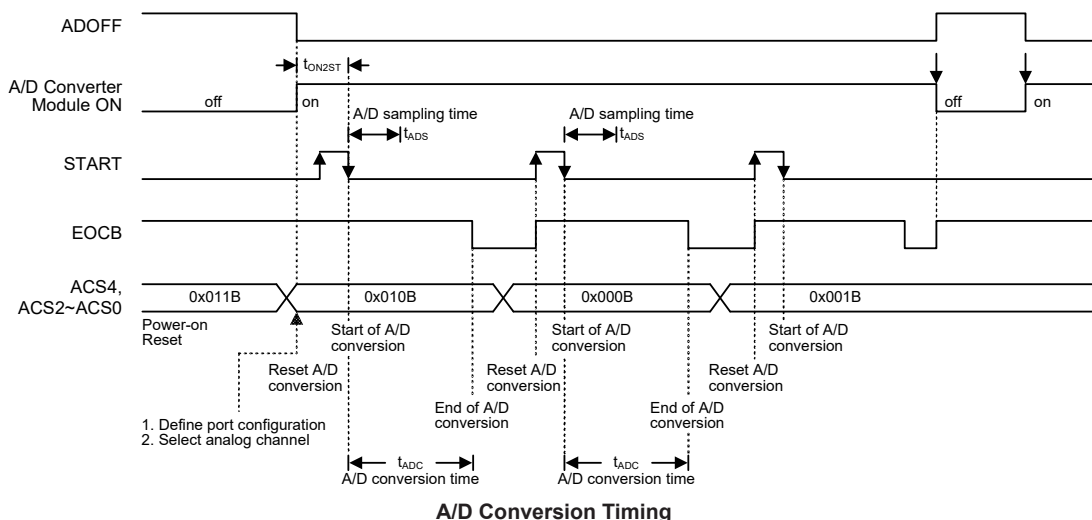 ADOFF
tON2ST
A/D Converter
Module ON
off
on
off
on
A/D sampling time
tADS
A/D sampling time
tADS
START
EOCB
ACS4,
ACS2~ACS0
0x011B
0x010B
0x000B
0x001B
Power-on
Reset
Start of A/D
conversion
Start of A/D
conversion
Start of A/D
conversion
Reset A/D
conversion
Reset A/D
conversion
Reset A/D
conversion
End of A/D
conversion
End of A/D
conversion
1. Define port configuration
2. Select analog channel
tADC
A/D conversion time
tADC
A/D conversion time
A/D Conversion Timing